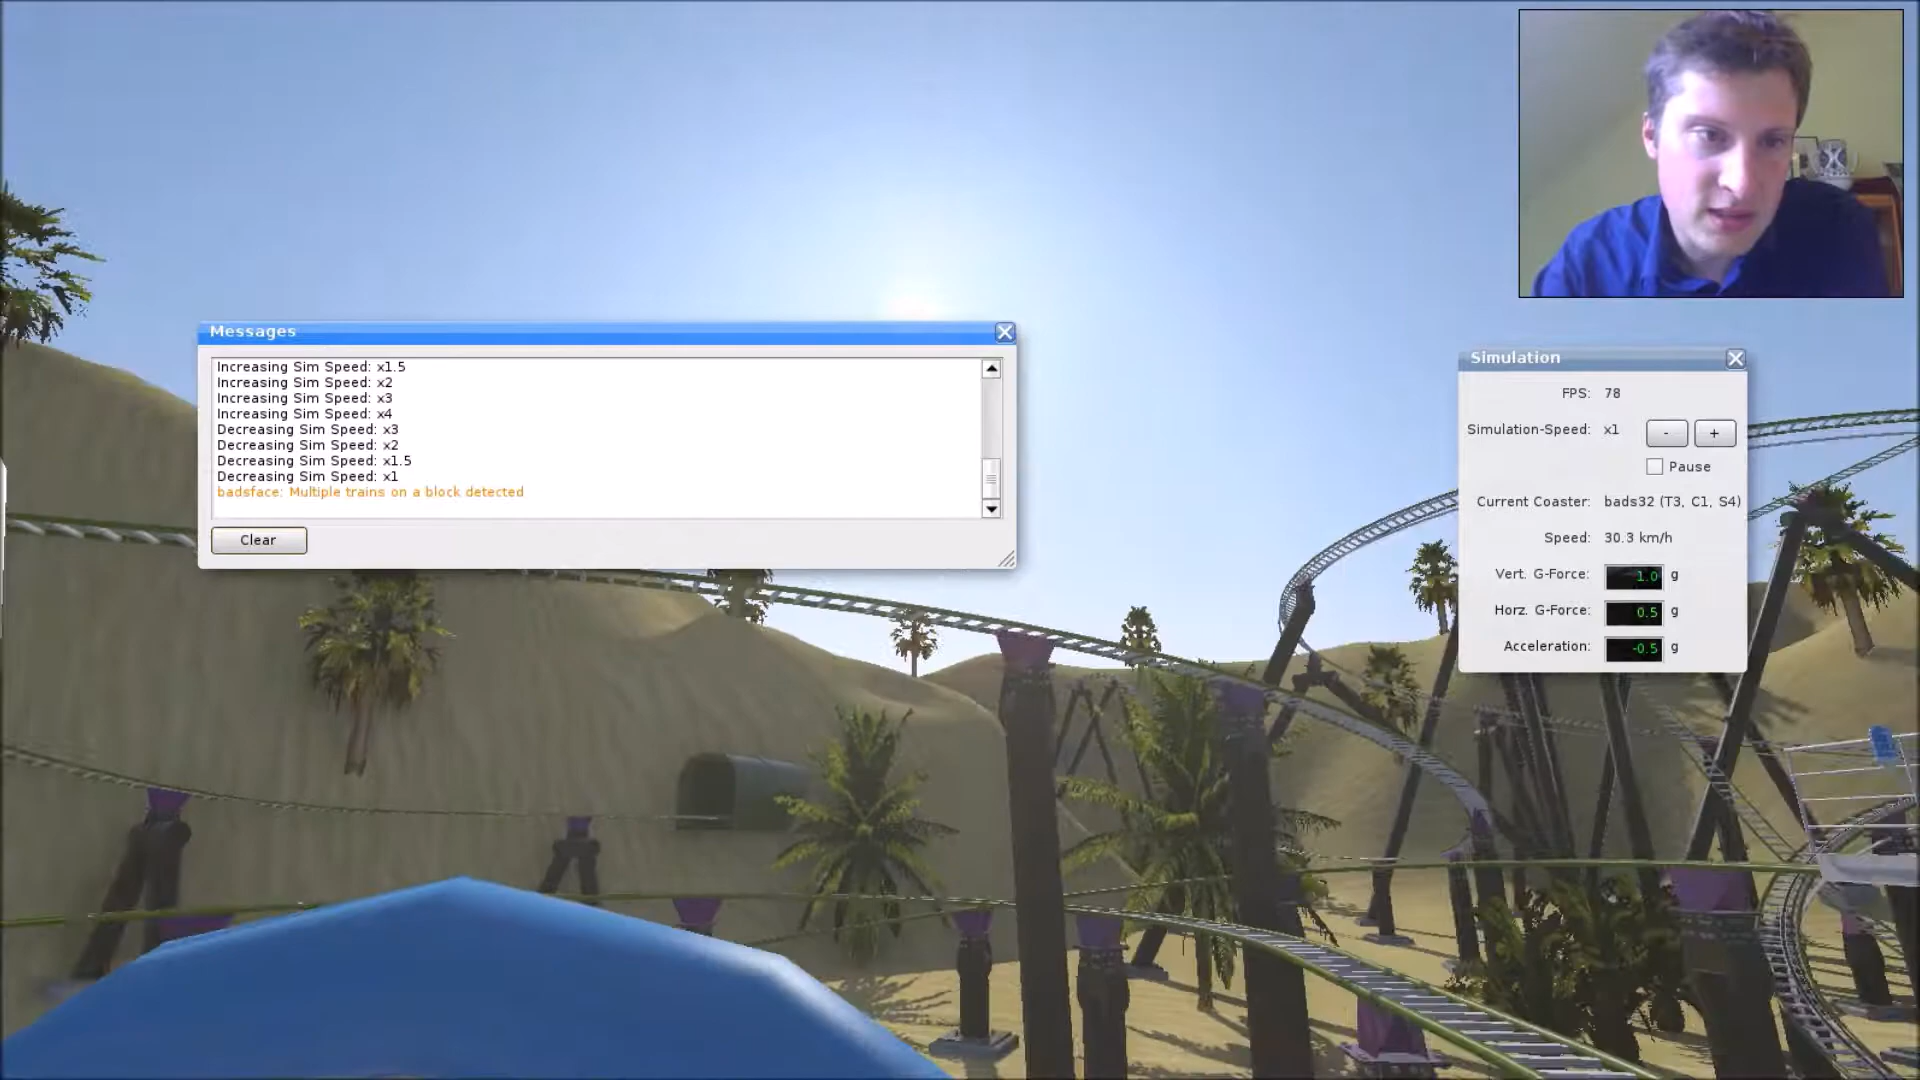 Messages
Increasing Sim Speed: x1.5
Increasing Sim Speed: x2
Increasing Sim Speed: x3
Increasing Sim Speed: x4
Decreasing Sim Speed: x3
Decreasing Sim Speed: x2
Decreasing Sim Speed: x1.5
Decreasing Sim Speed: x1
badsface: Multiple trains on a block detected
Clear
Simulation
FPS: 78
Simulation-Speed: x1 - +
Pause
Current Coaster: bads32 (T3, C1, S4)
Speed: 30.3 km/h
Vert. G-Force: 1.0 g
Horz. G-Force: 0.5 g
Acceleration: -0.5 g